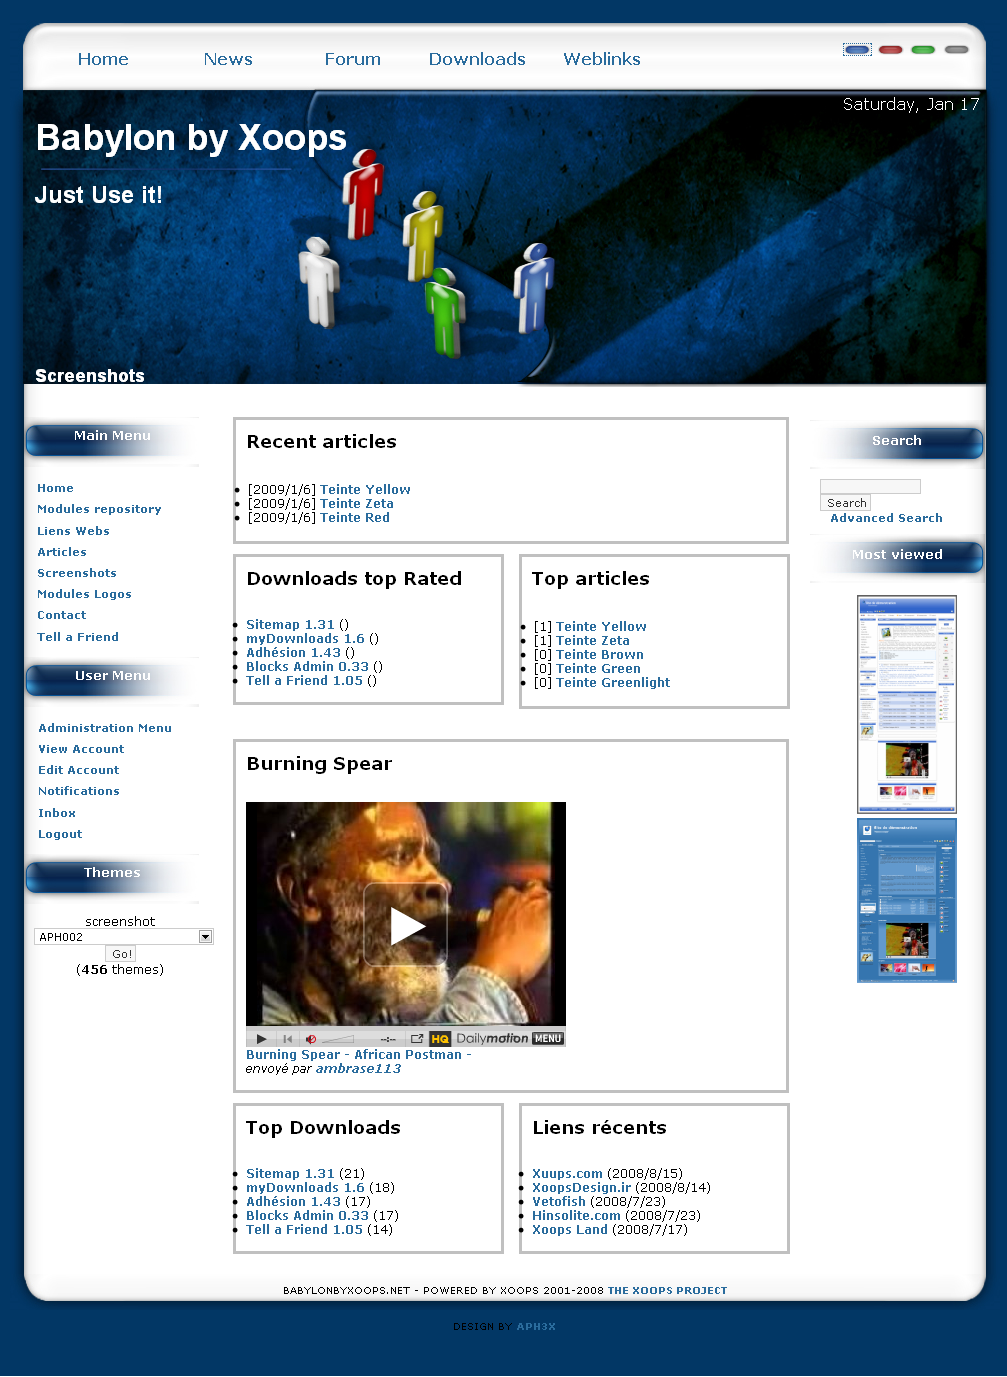 Home News Forum Downloads Weblinks
Saturday, Jan 17
Babylon by Xoops
Just Use it!
Screenshots
Main Menu
Home
Modules repository
Liens Webs
Articles
Screenshots
Modules Logos
Contact
Tell a Friend
User Menu
Administration Menu
View Account
Edit Account
Notifications
Inbox
Logout
Themes
screenshot
APH002
Go!
(456 themes)
Recent articles
[2009/1/6] Teinte Yellow
[2009/1/6] Teinte Zeta
[2009/1/6] Teinte Red
Downloads top Rated
Sitemap 1.31 ()
myDownloads 1.6 ()
Adhésion 1.43 ()
Blocks Admin 0.33 ()
Tell a Friend 1.05 ()
Top articles
[1] Teinte Yellow
[1] Teinte Zeta
[0] Teinte Brown
[0] Teinte Green
[0] Teinte Greenlight
Burning Spear
--:-- HQ Dailymotion MENU
Burning Spear - African Postman -
envoyé par ambrase113
Top Downloads
Sitemap 1.31 (21)
myDownloads 1.6 (18)
Adhésion 1.43 (17)
Blocks Admin 0.33 (17)
Tell a Friend 1.05 (14)
Liens récents
Xuups.com (2008/8/15)
XoopsDesign.ir (2008/8/14)
Vetofish (2008/7/23)
Hinsolite.com (2008/7/23)
Xoops Land (2008/7/17)
Search
Search
Advanced Search
Most viewed
BABYLONBYXOOPS.NET - POWERED BY XOOPS 2001-2008 THE XOOPS PROJECT
DESIGN BY APH3X